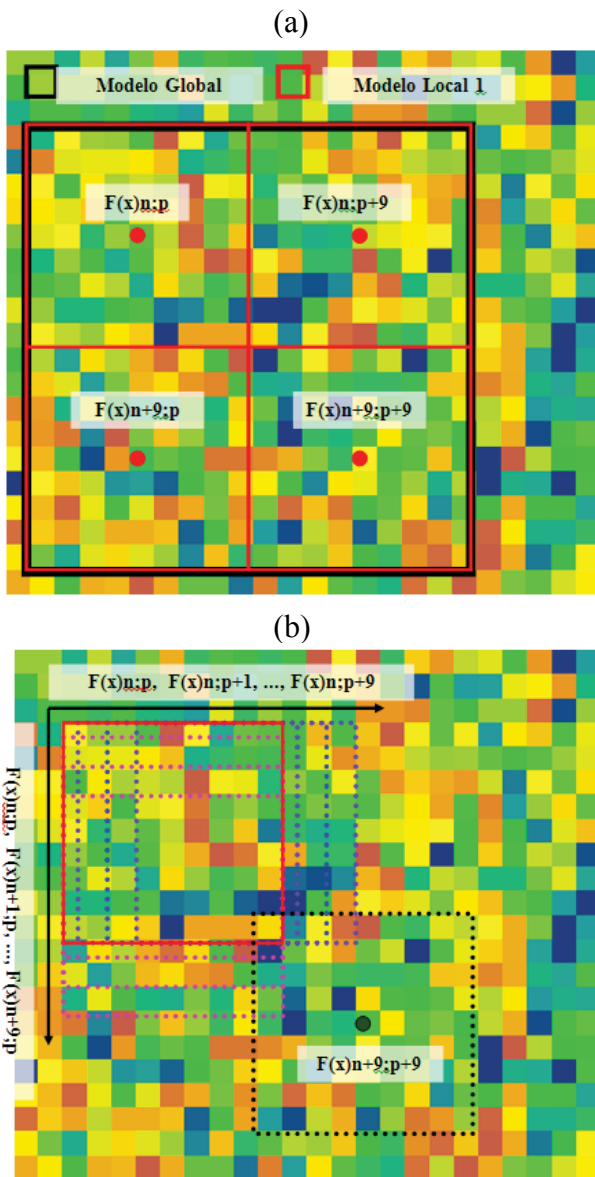 (a)
Modelo Global
Modelo Local 1
F(x)n;p
F(x)n;p+9
F(x)n+9;p
F(x)n+9;p+9
(b)
F(x)n;p, F(x)n;p+1, ..., F(x)n;p+9
F(x)n;p, F(x)n+1;p, ..., F(x)n+9;p
F(x)n+9;p+9